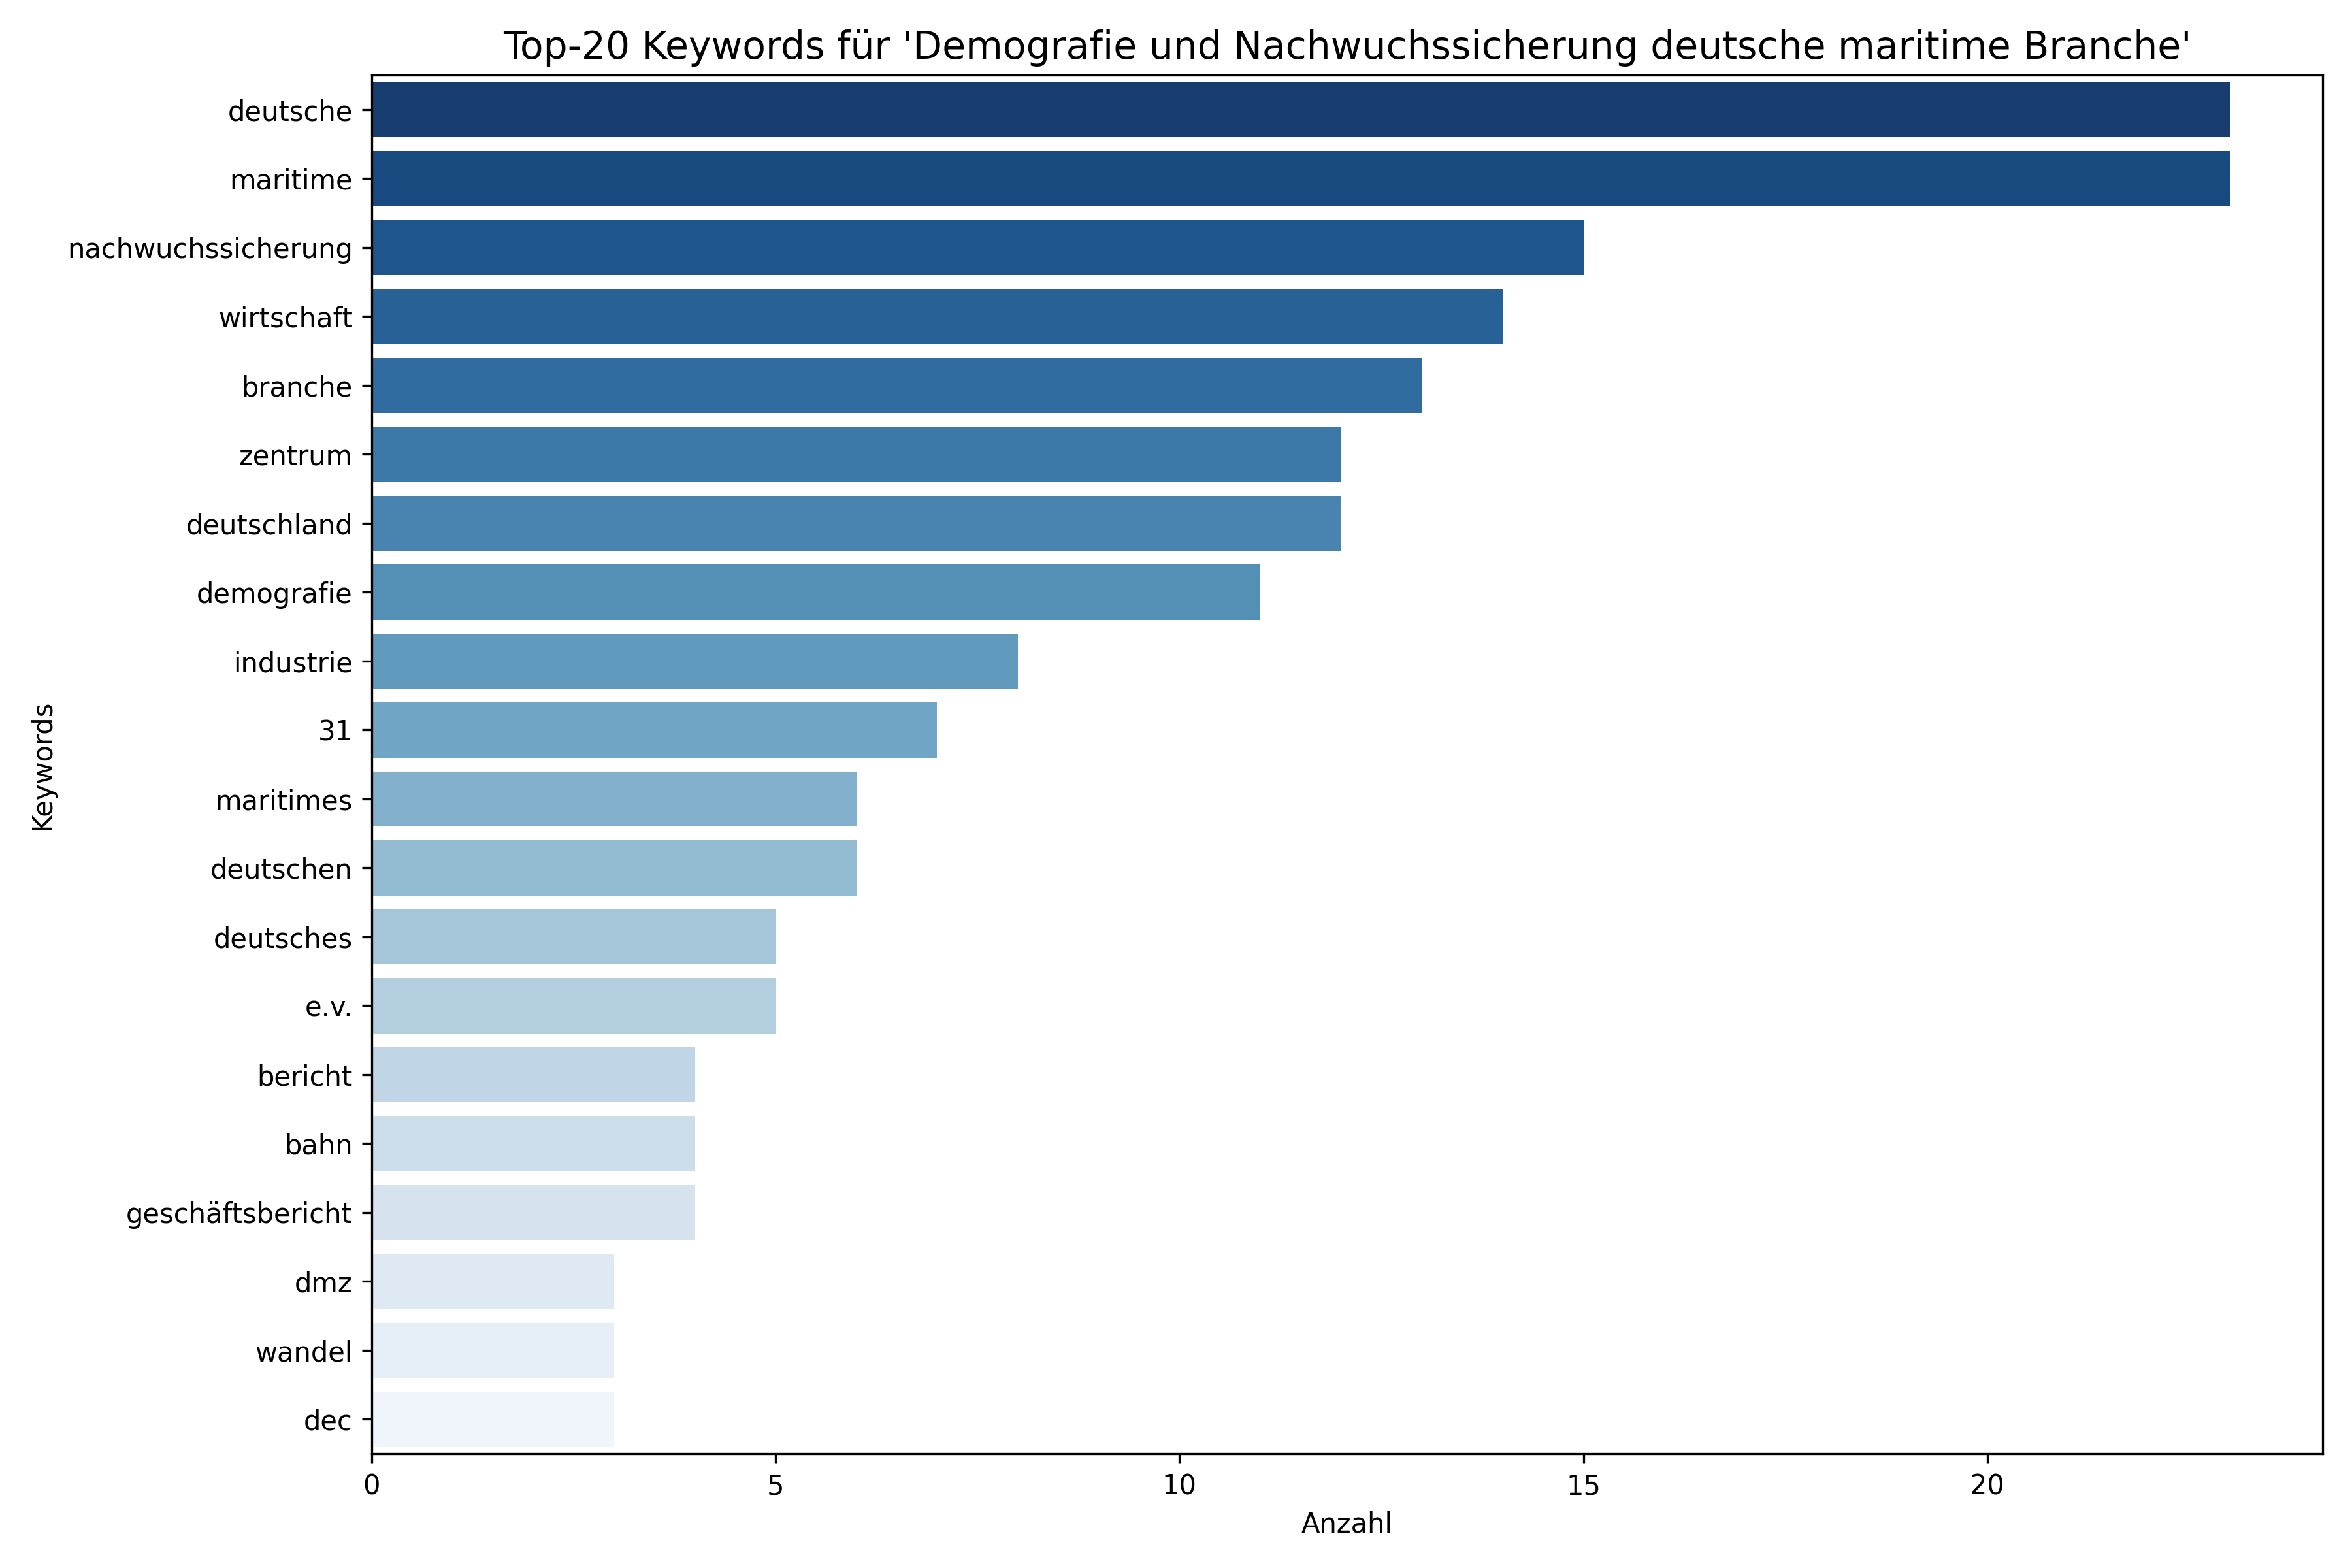 Top-20 Keywords für 'Demografie und Nachwuchssicherung deutsche maritime Branche'
Keywords
deutsche
maritime
nachwuchssicherung
wirtschaft
branche
zentrum
deutschland
demografie
industrie
31
maritimes
deutschen
deutsches
e.v.
bericht
bahn
geschäftsbericht
dmz
wandel
dec
0 5 10 15 20
Anzahl